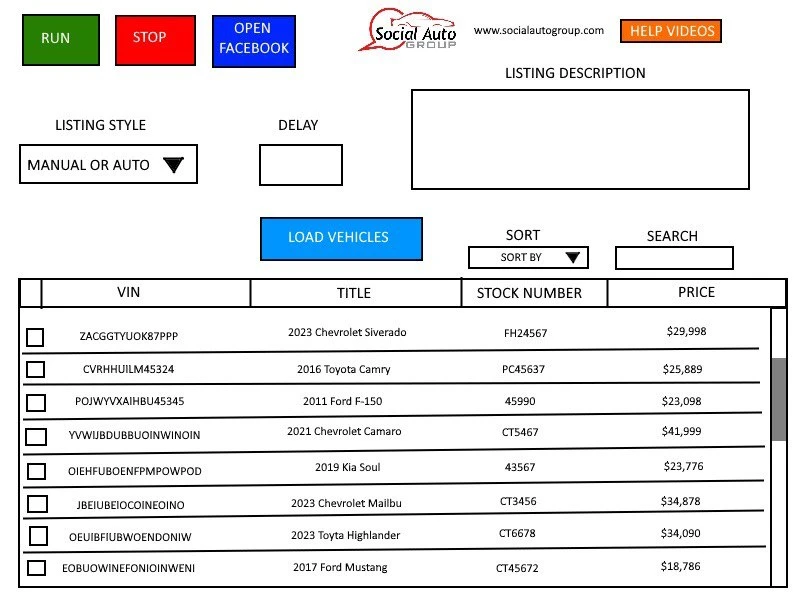 RUN
STOP
OPEN
FACEBOOK
Social Auto
GROUP
www.socialautogroup.com
HELP VIDEOS
LISTING DESCRIPTION
LISTING STYLE
DELAY
MANUAL OR AUTO
LOAD VEHICLES
SORT
SEARCH
SORT BY
VIN TITLE STOCK NUMBER PRICE
ZACGGTYUOK87PPP 2023 Chevrolet Siverado FH24567 $29,998
CVRHHUILM45324 2016 Toyota Camry PC45637 $25,889
POJWYVXAIHBU45345 2011 Ford F-150 45990 $23,098
YVWIJBDUBBUOINWINOIN 2021 Chevrolet Camaro CT5467 $41,999
OIEHFUBOENFPMPOWPOD 2019 Kia Soul 43567 $23,776
JBEIUBEIOCOINEOINO 2023 Chevrolet Mailbu CT3456 $34,878
OEUIBFIUBWOENDONIW 2023 Toyta Highlander CT6678 $34,090
EOBUOWINEFONIOINWENI 2017 Ford Mustang CT45672 $18,786